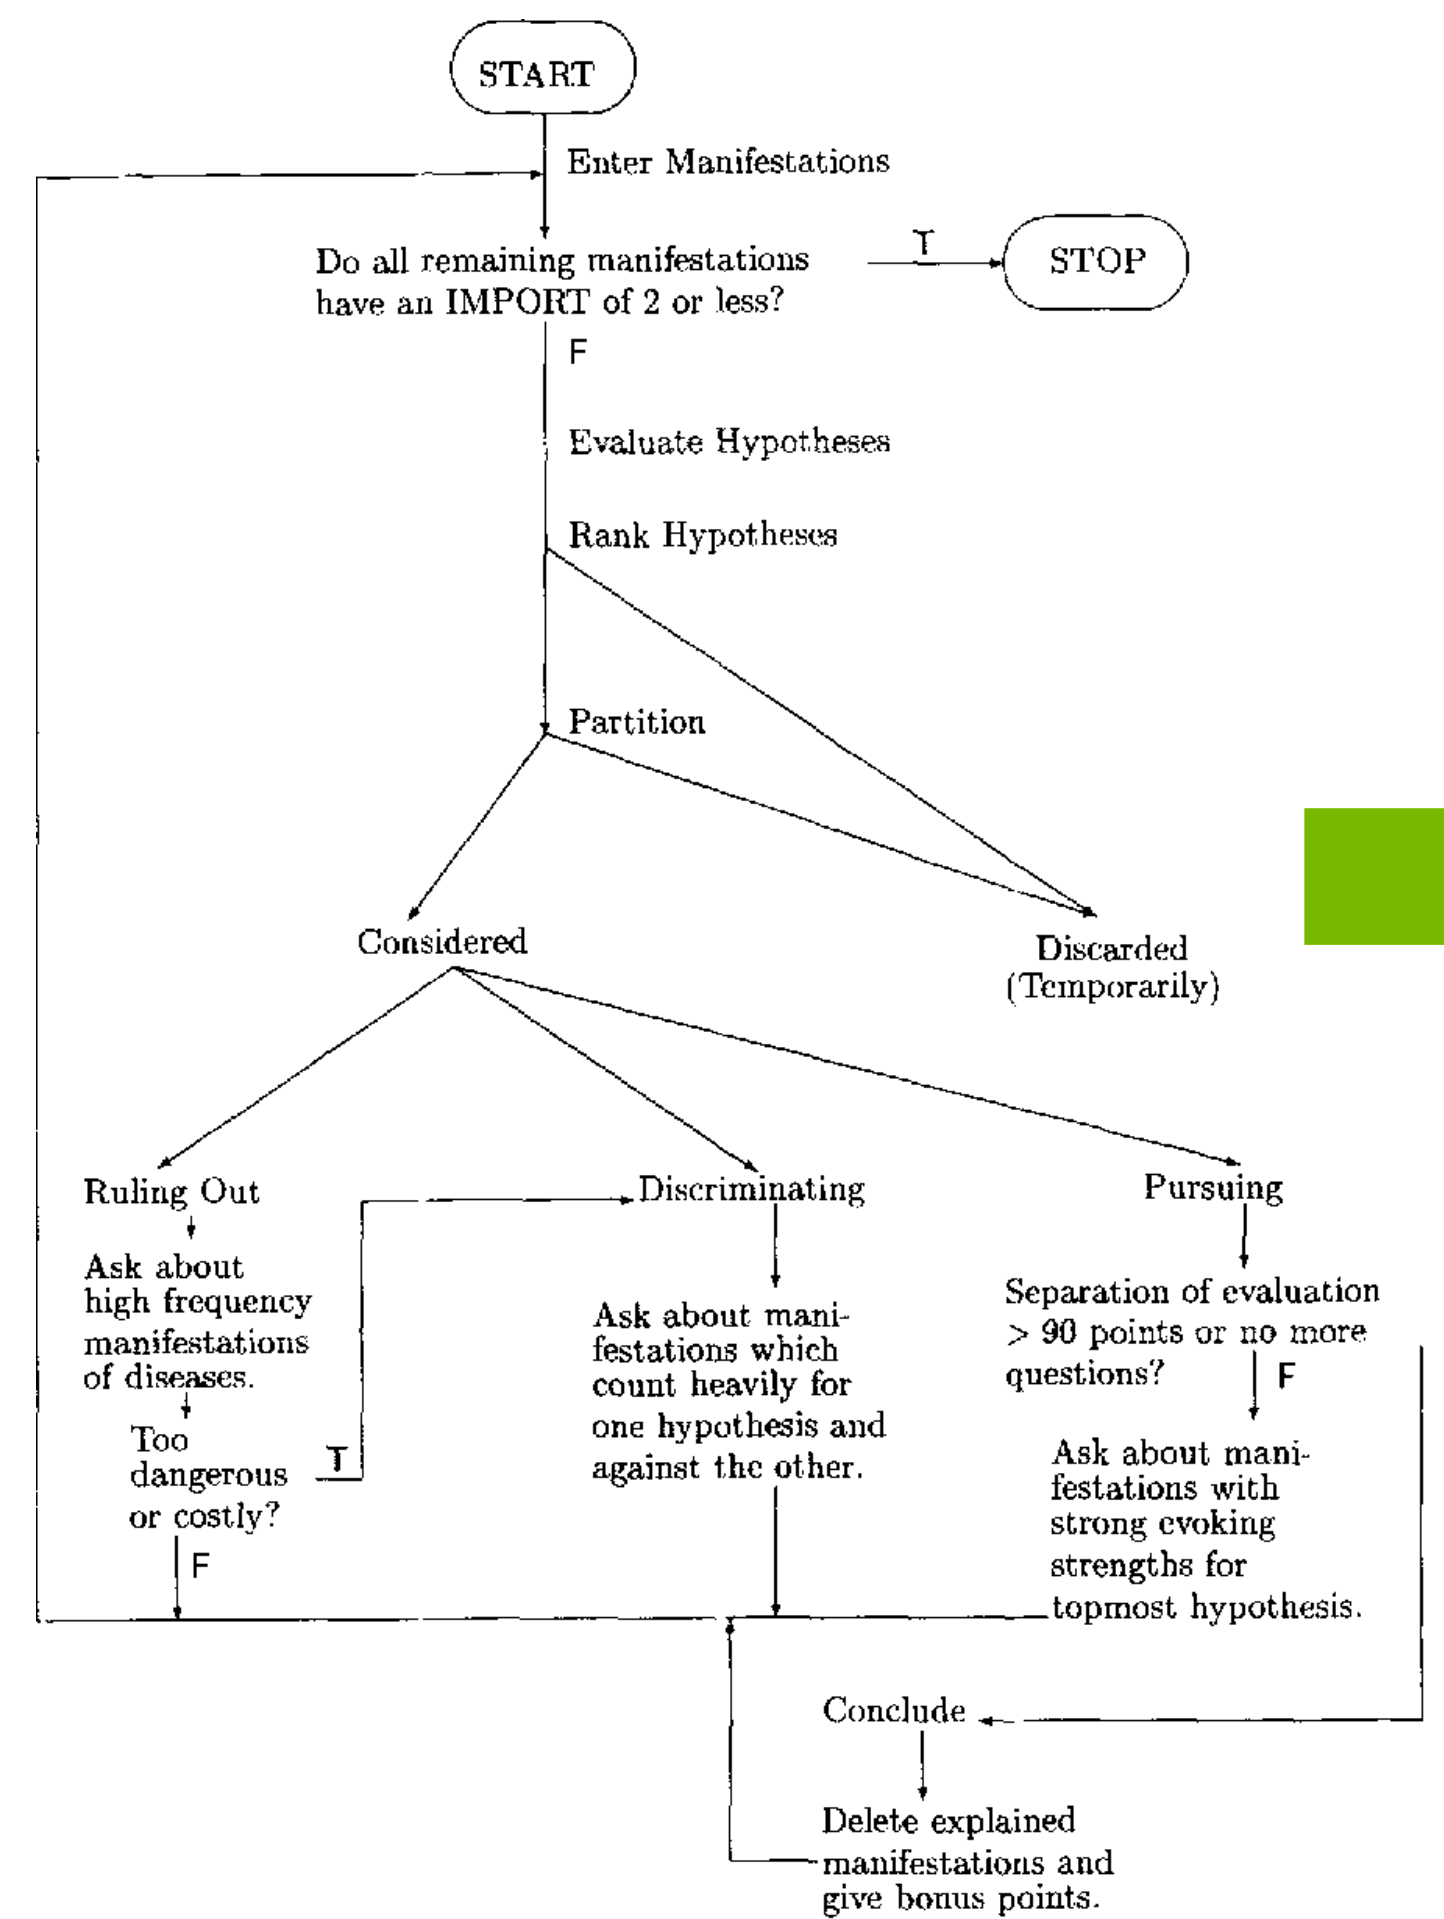 START
Enter Manifestations
Do all remaining manifestations
have an IMPORT of 2 or less?
T
STOP
F
Evaluate Hypotheses
Rank Hypotheses
Partition
Considered
Discarded
(Temporarily)
Ruling Out
Ask about
high frequency
manifestations
of diseases.
Too
dangerous
or costly?
T
F
Discriminating
Ask about mani-
festations which
count heavily for
one hypothesis and
against the other.
Pursuing
Separation of evaluation
> 90 points or no more
questions?
F
Ask about mani-
festations with
strong evoking
strengths for
topmost hypothesis.
Conclude
Delete explained
manifestations and
give bonus points.